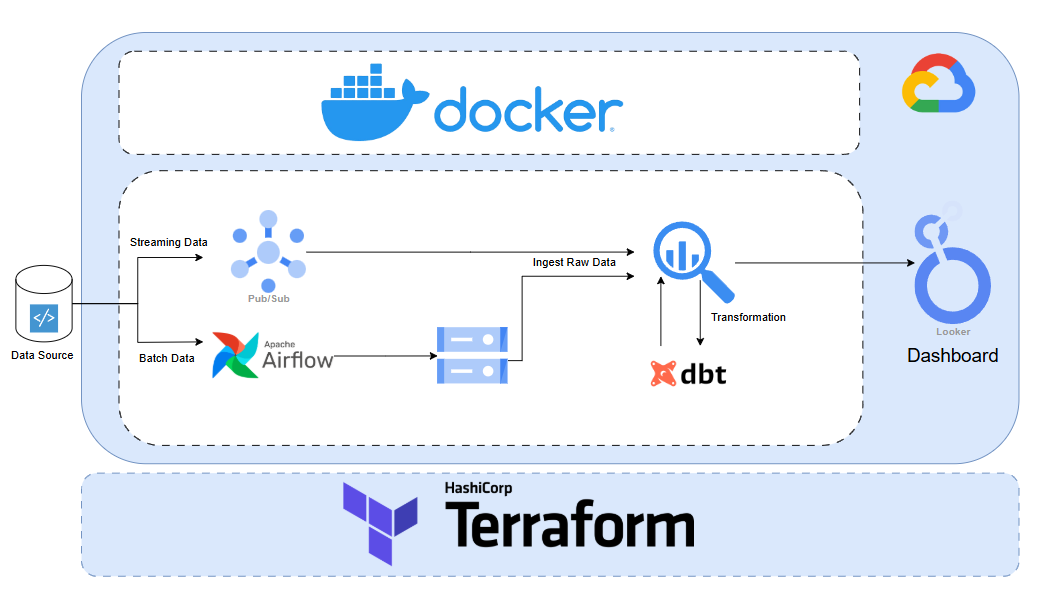 docker
Streaming Data
Pub/Sub
Ingest Raw Data
</>
Data Source
Batch Data
Apache
Airflow
Transformation
dbt
Looker
Dashboard
HashiCorp
Terraform